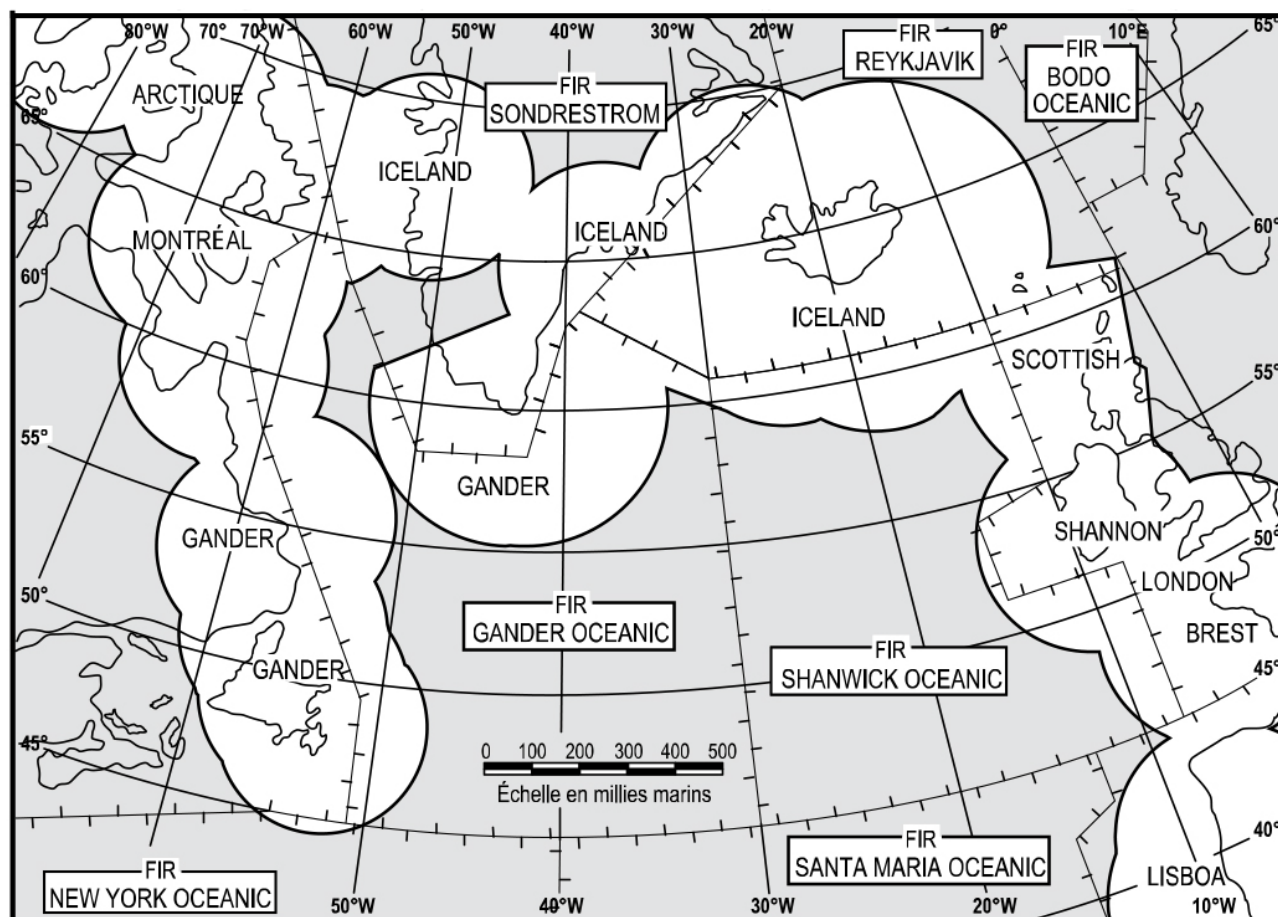 80°W 70° 70°W 60°W 50°W 40°W 30°W 20°W 0° 10°E 65°
FIR
REYKJAVIK
FIR
BODO
OCEANIC
FIR
SONDRESTROM
ARCTIQUE
65°
ICELAND
60°
MONTRÉAL
ICELAND
60°
ICELAND
SCOTTISH
55°
55°
GANDER
GANDER
SHANNON
50°
50°
LONDON
FIR
GANDER OCEANIC
BREST
GANDER
FIR
SHANWICK OCEANIC
45°
45°
0 100 200 300 400 500
Échelle en millies marins
FIR
SANTA MARIA OCEANIC
40°
FIR
NEW YORK OCEANIC
LISBOA
50°W 40°W 30°W 20°W 10°W